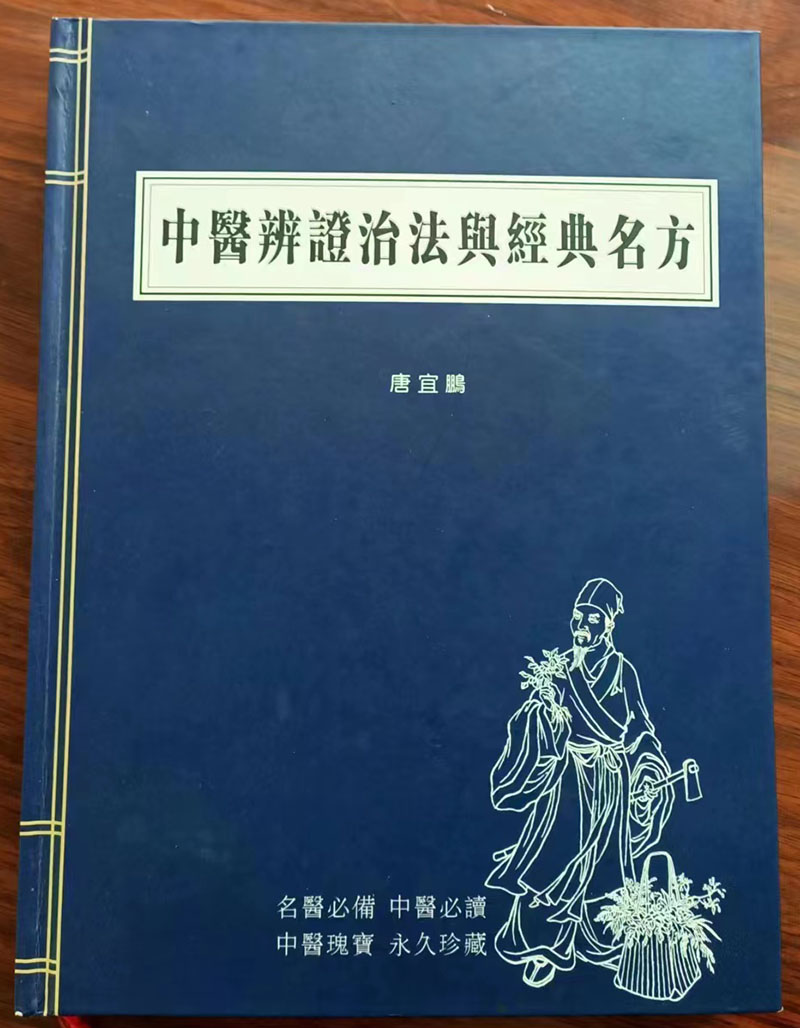 中醫辨證治法與經典名方
唐宜鵬
名醫必備 中醫必讀
中醫瑰寶 永久珍藏